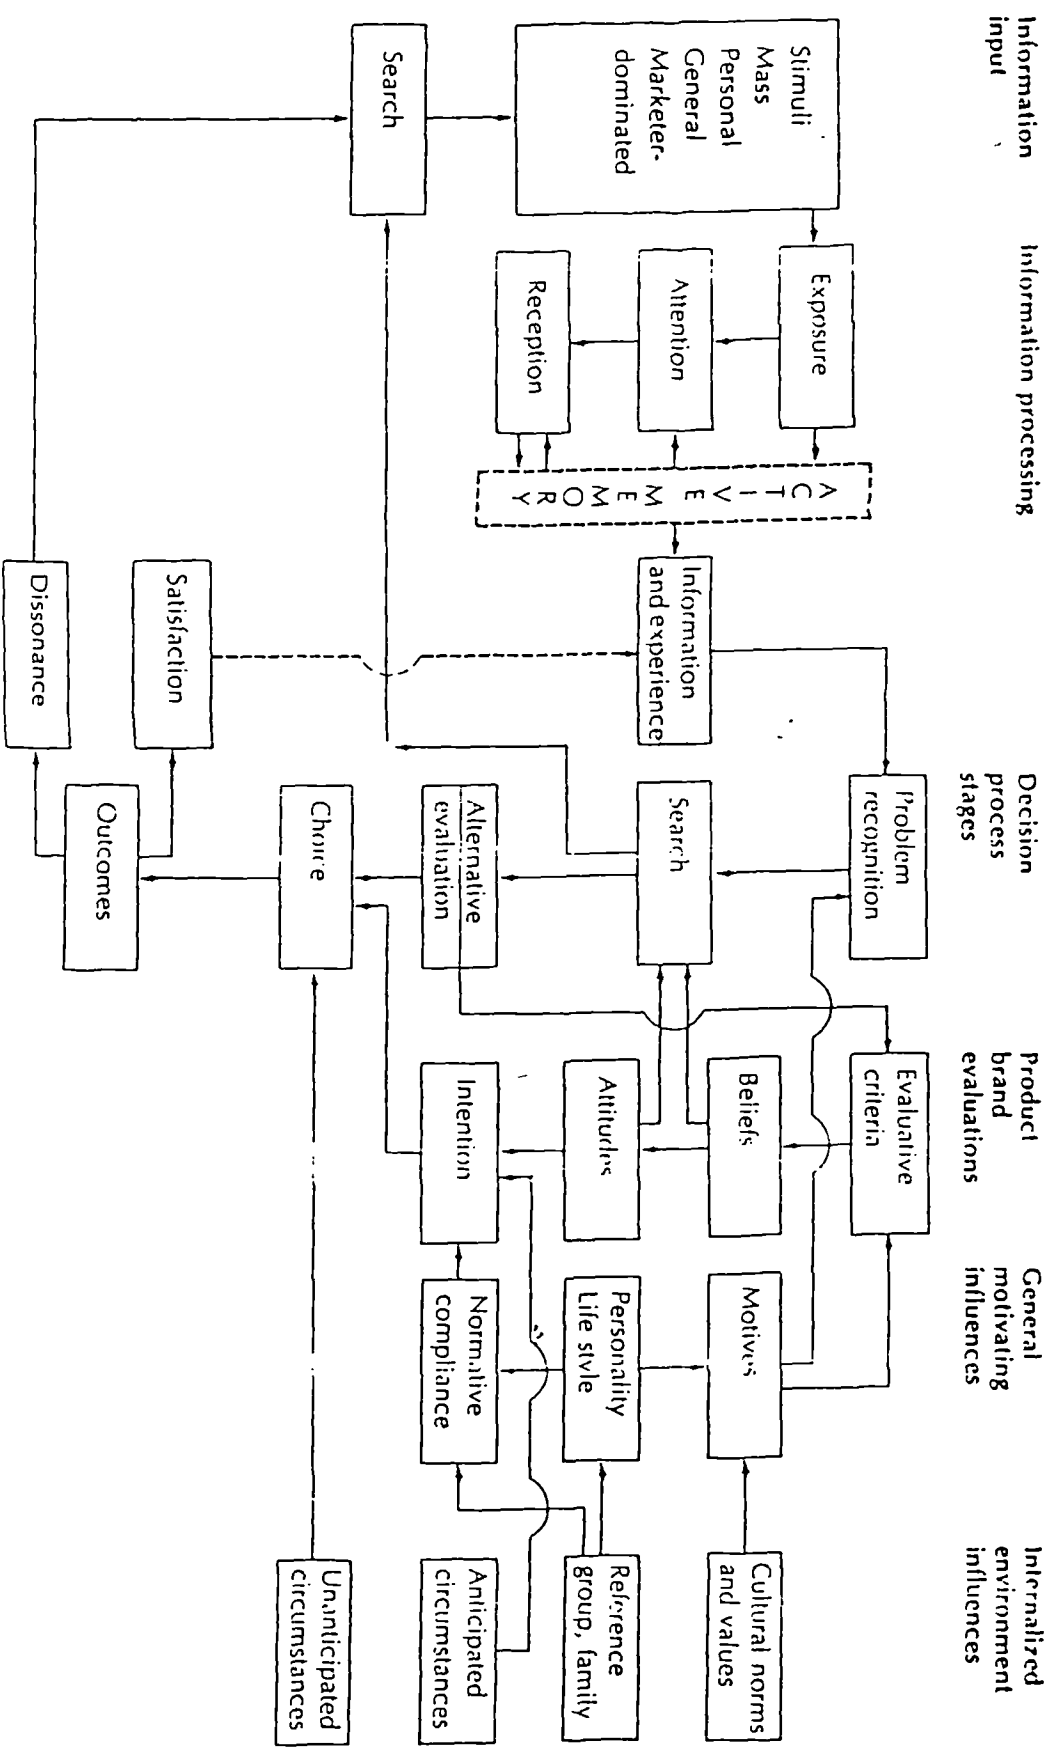 Information
input
Information processing
Decision
process
stages
Product
brand
evaluations
General
motivating
influences
Internalized
environment
influences
Stimuli
Mass
Personal
General
Marketer-
dominated
Search
Exposure
Attention
Reception
ACTIVE MEMORY
Information
and experience
Satisfaction
Dissonance
Problem
recognition
Search
Alternative
evaluation
Choice
Outcomes
Evaluative
criteria
Beliefs
Attitudes
Intention
Motives
Personality
Life style
Normative
compliance
Cultural norms
and values
Reference
group, family
Anticipated
circumstances
Unanticipated
circumstances